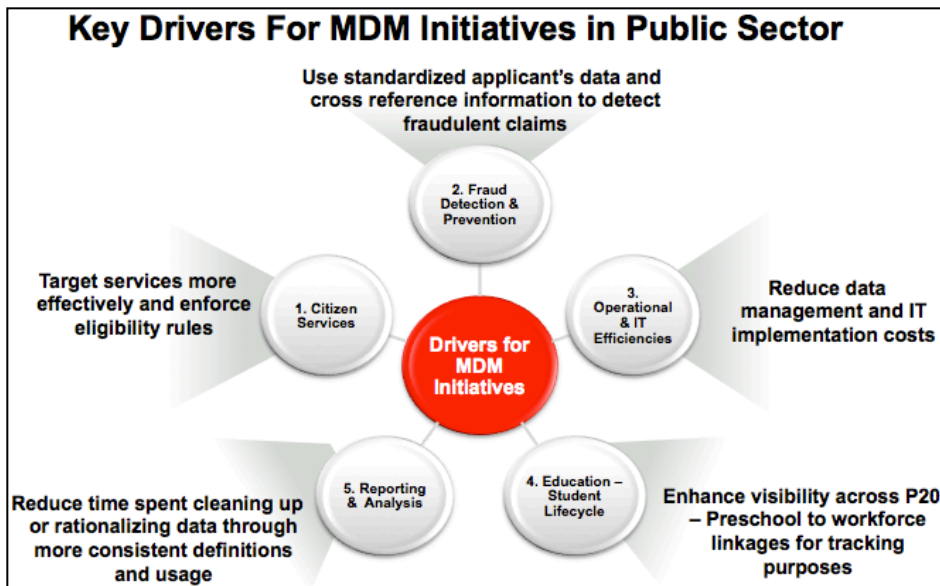 Key Drivers For MDM Initiatives in Public Sector
Use standardized applicant's data and
cross reference information to detect
fraudulent claims
2. Fraud
Detection &
Prevention
Target services more
effectively and enforce
eligibility rules
1. Citizen
Services
3.
Operational
& IT
Efficiencies
Reduce data
management and IT
implementation costs
Drivers for
MDM
Initiatives
5. Reporting
& Analysis
4. Education –
Student
Lifecycle
Reduce time spent cleaning up
or rationalizing data through
more consistent definitions
and usage
Enhance visibility across P20
– Preschool to workforce
linkages for tracking
purposes